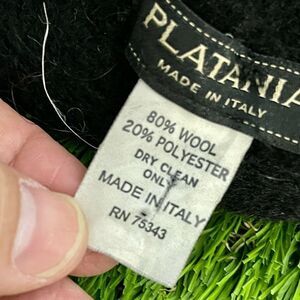 PLATANIA
MADE IN ITALY
80% WOOL
20% POLYESTER
DRY CLEAN
ONLY
MADE IN ITALY
RN 75343